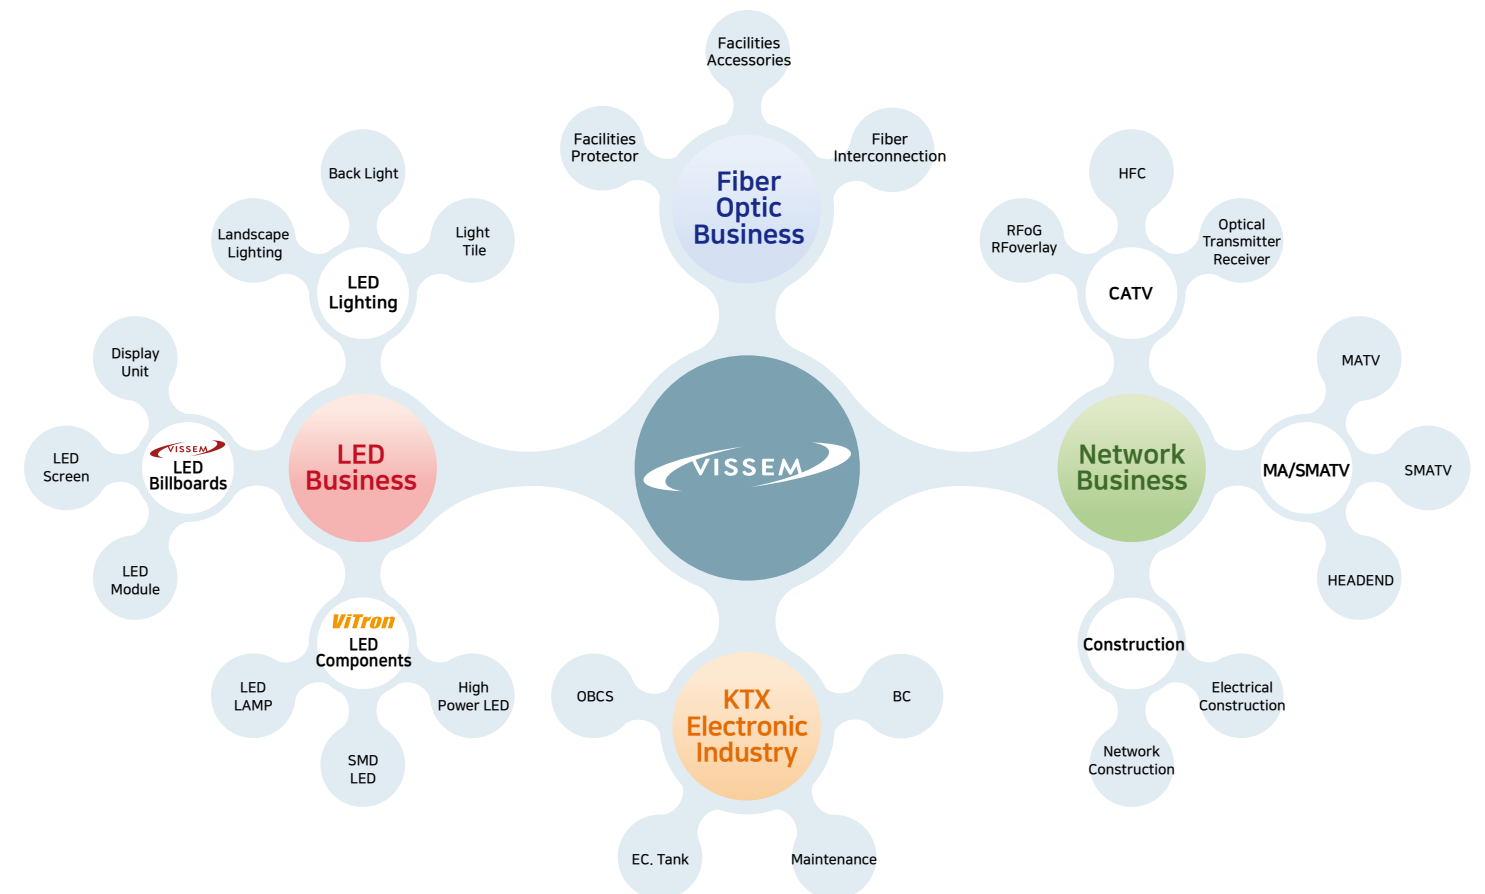 Facilities
Accessories
Facilities
Protector
Fiber
Interconnection
Fiber
Optic
Business
Back Light
Landscape
Lighting
Light
Tile
LED
Lighting
HFC
RFoG
RFoverlay
Optical
Transmitter
Receiver
CATV
Display
Unit
LED
Screen
LED
Module
VISSEM
LED
Billboards
LED
Business
VISSEM
Network
Business
MA/SMATV
MATV
SMATV
HEADEND
ViTron
LED
Components
LED
LAMP
SMD
LED
High
Power LED
OBCS
KTX
Electronic
Industry
BC
EC. Tank
Maintenance
Construction
Electrical
Construction
Network
Construction